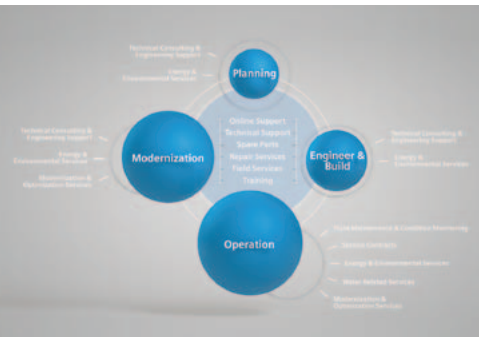 Technical Consulting &
Engineering Support
Energy &
Environmental Services
Planning
Online Support
Technical Support
Spare Parts
Repair Services
Field Services
Training
Technical Consulting &
Engineering Support
Energy &
Environmental Services
Modernization &
Optimization Services
Modernization
Engineer &
Build
Technical Consulting &
Engineering Support
Energy &
Environmental Services
Operation
Plant Maintenance & Condition Monitoring
Service Contracts
Energy & Environmental Services
Water Related Services
Modernization &
Optimization Services